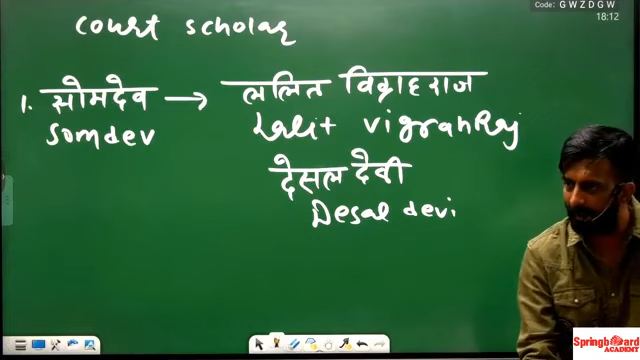 Code: GWZDGW
18:12
Court scholar
1. सोमदेव → ललित विग्रहराज
Somdev Lalit vigrahRaj
देसल देवी
Desal devi
Springboard
ACADEMY